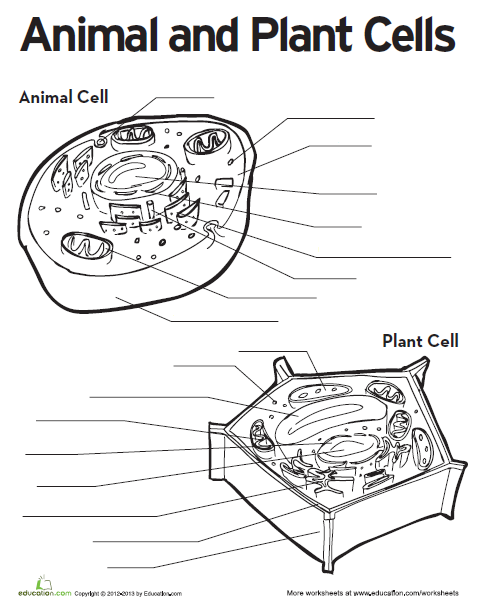 Animal and Plant Cells
Animal Cell
Plant Cell
education.com Copyright © 2012-2013 by Education.com
More worksheets at www.education.com/worksheets